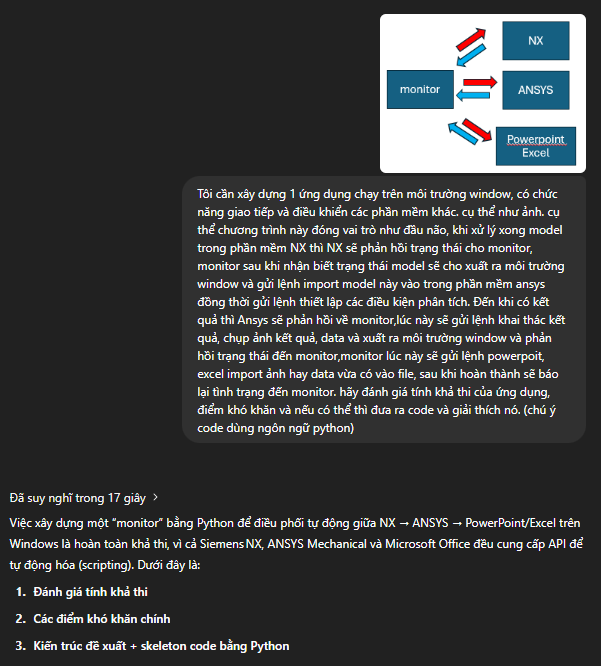 NX
monitor
ANSYS
Powerpoint
Excel
Tôi cần xây dựng 1 ứng dụng chạy trên môi trường window, có chức
năng giao tiếp và điều khiển các phần mềm khác. cụ thể như ảnh. cụ
thể chương trình này đóng vai trò như đầu não, khi xử lý xong model
trong phần mềm NX thì NX sẽ phản hồi trạng thái cho monitor,
monitor sau khi nhận biết trạng thái model sẽ cho xuất ra môi trường
window và gửi lệnh import model này vào trong phần mềm ansys
đồng thời gửi lệnh thiết lập các điều kiện phân tích. Đến khi có kết
quả thì Ansys sẽ phản hồi về monitor,lúc này sẽ gửi lệnh khai thác kết
quả, chụp ảnh kết quả, data và xuất ra môi trường window và phản
hồi trạng thái đến monitor,monitor lúc này sẽ gửi lệnh powerpoit,
excel import ảnh hay data vừa có vào file, sau khi hoàn thành sẽ báo
lại tình trạng đến monitor. hãy đánh giá tính khả thi của ứng dụng,
điểm khó khăn và nếu có thể thì đưa ra code và giải thích nó. (chú ý
code dùng ngôn ngữ python)
Đã suy nghĩ trong 17 giây >
Việc xây dựng một “monitor” bằng Python để điều phối tự động giữa NX → ANSYS → PowerPoint/Excel trên
Windows là hoàn toàn khả thi, vì cả Siemens NX, ANSYS Mechanical và Microsoft Office đều cung cấp API để
tự động hóa (scripting). Dưới đây là:
1. Đánh giá tính khả thi
2. Các điểm khó khăn chính
3. Kiến trúc đề xuất + skeleton code bằng Python